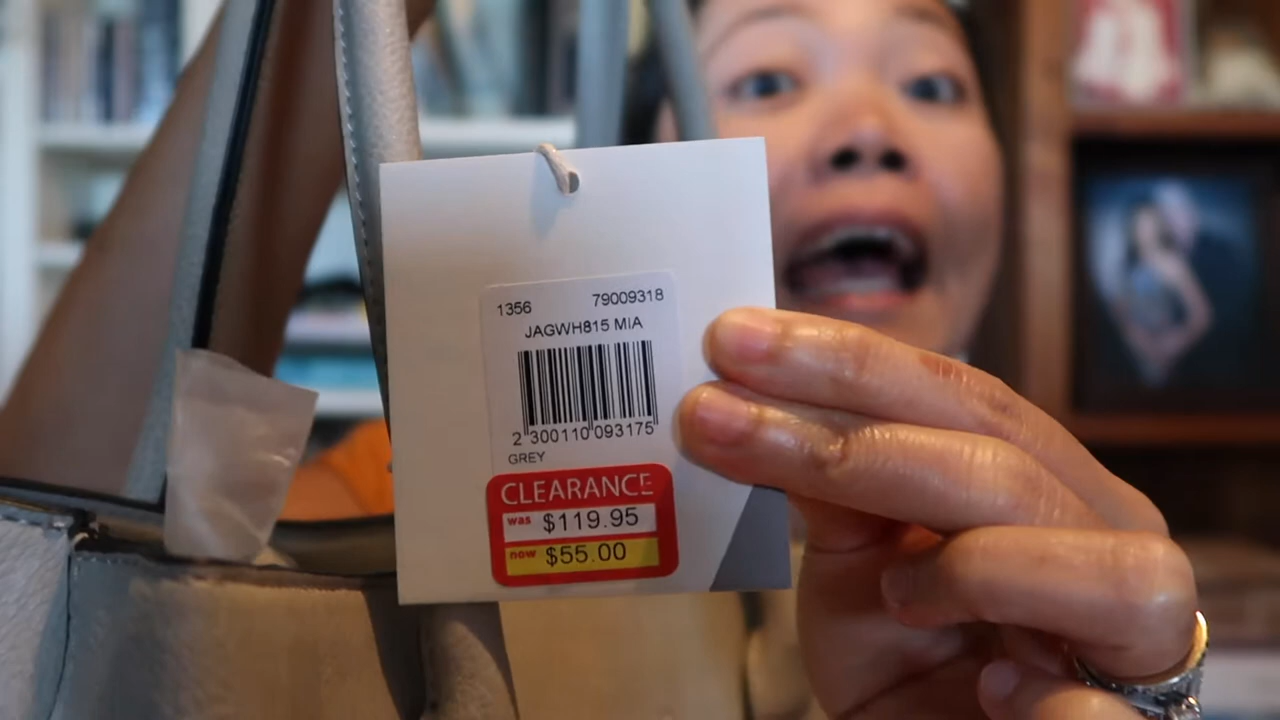 1356 79009318
JAGWH815 MIA
2 300110 093175
GREY
CLEARANCE
was $119.95
now $55.00